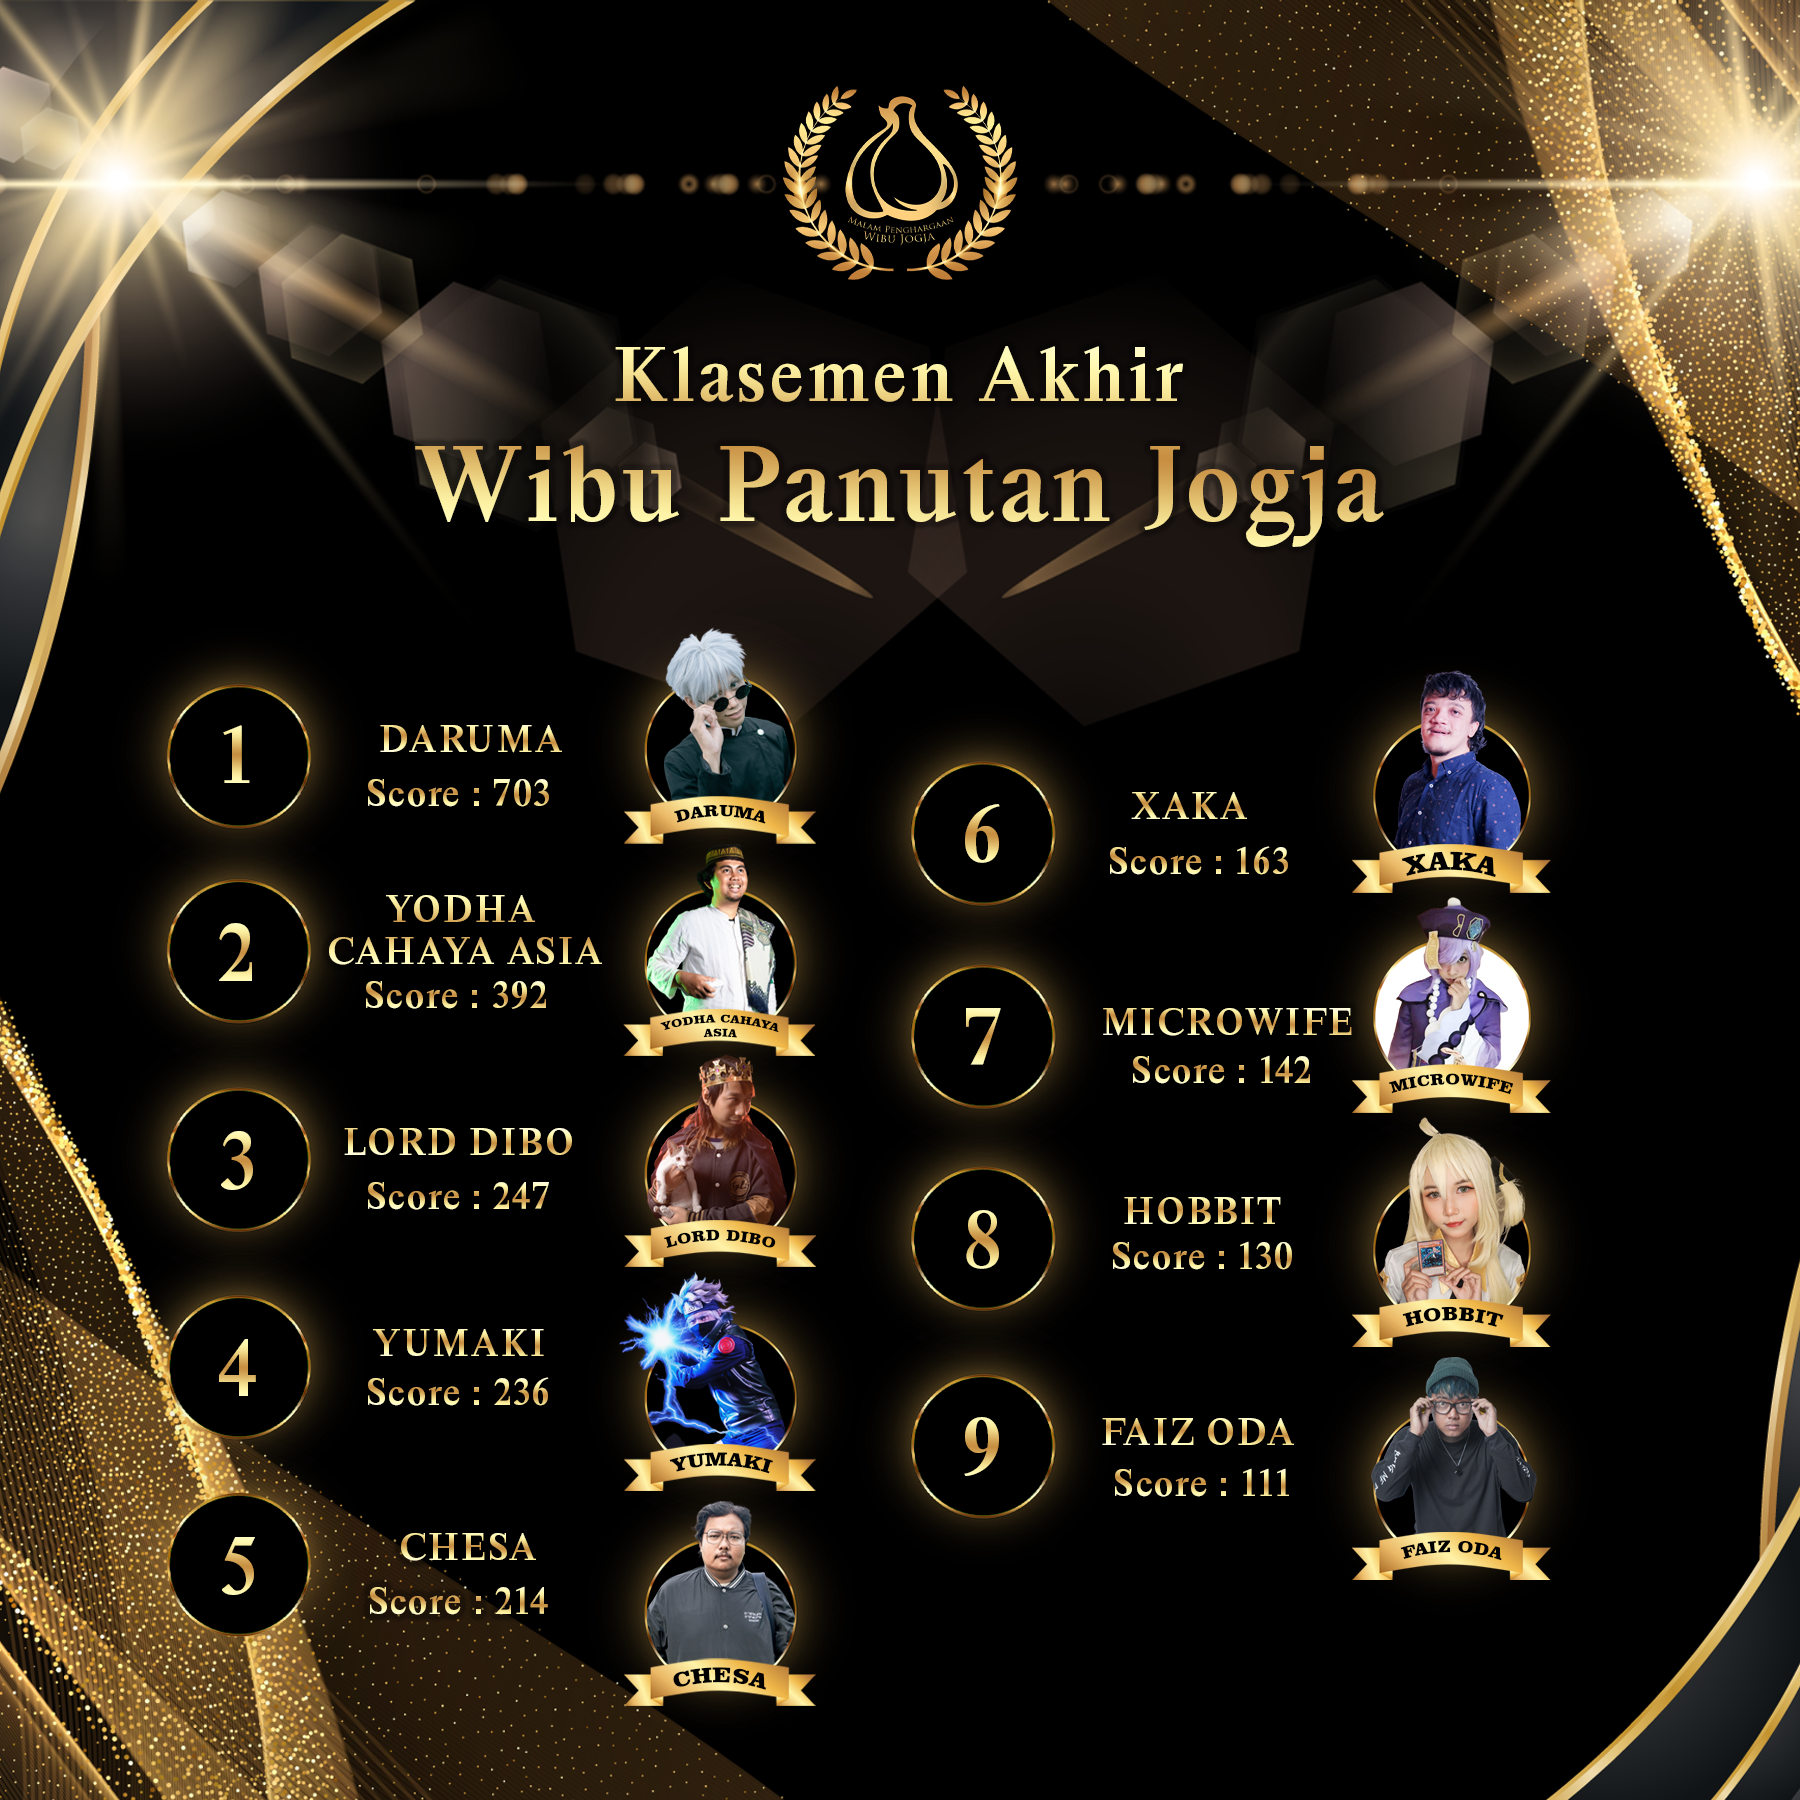 MALAM PENGHARGAAN
WIBU JOGJA
Klasemen Akhir
Wibu Panutan Jogja
1
DARUMA
Score : 703
DARUMA
2
YODHA
CAHAYA ASIA
Score : 392
YODHA CAHAYA
ASIA
3
LORD DIBO
Score : 247
LORD DIBO
4
YUMAKI
Score : 236
YUMAKI
5
CHESA
Score : 214
CHESA
6
XAKA
Score : 163
XAKA
7
MICROWIFE
Score : 142
MICROWIFE
8
HOBBIT
Score : 130
HOBBIT
9
FAIZ ODA
Score : 111
FAIZ ODA